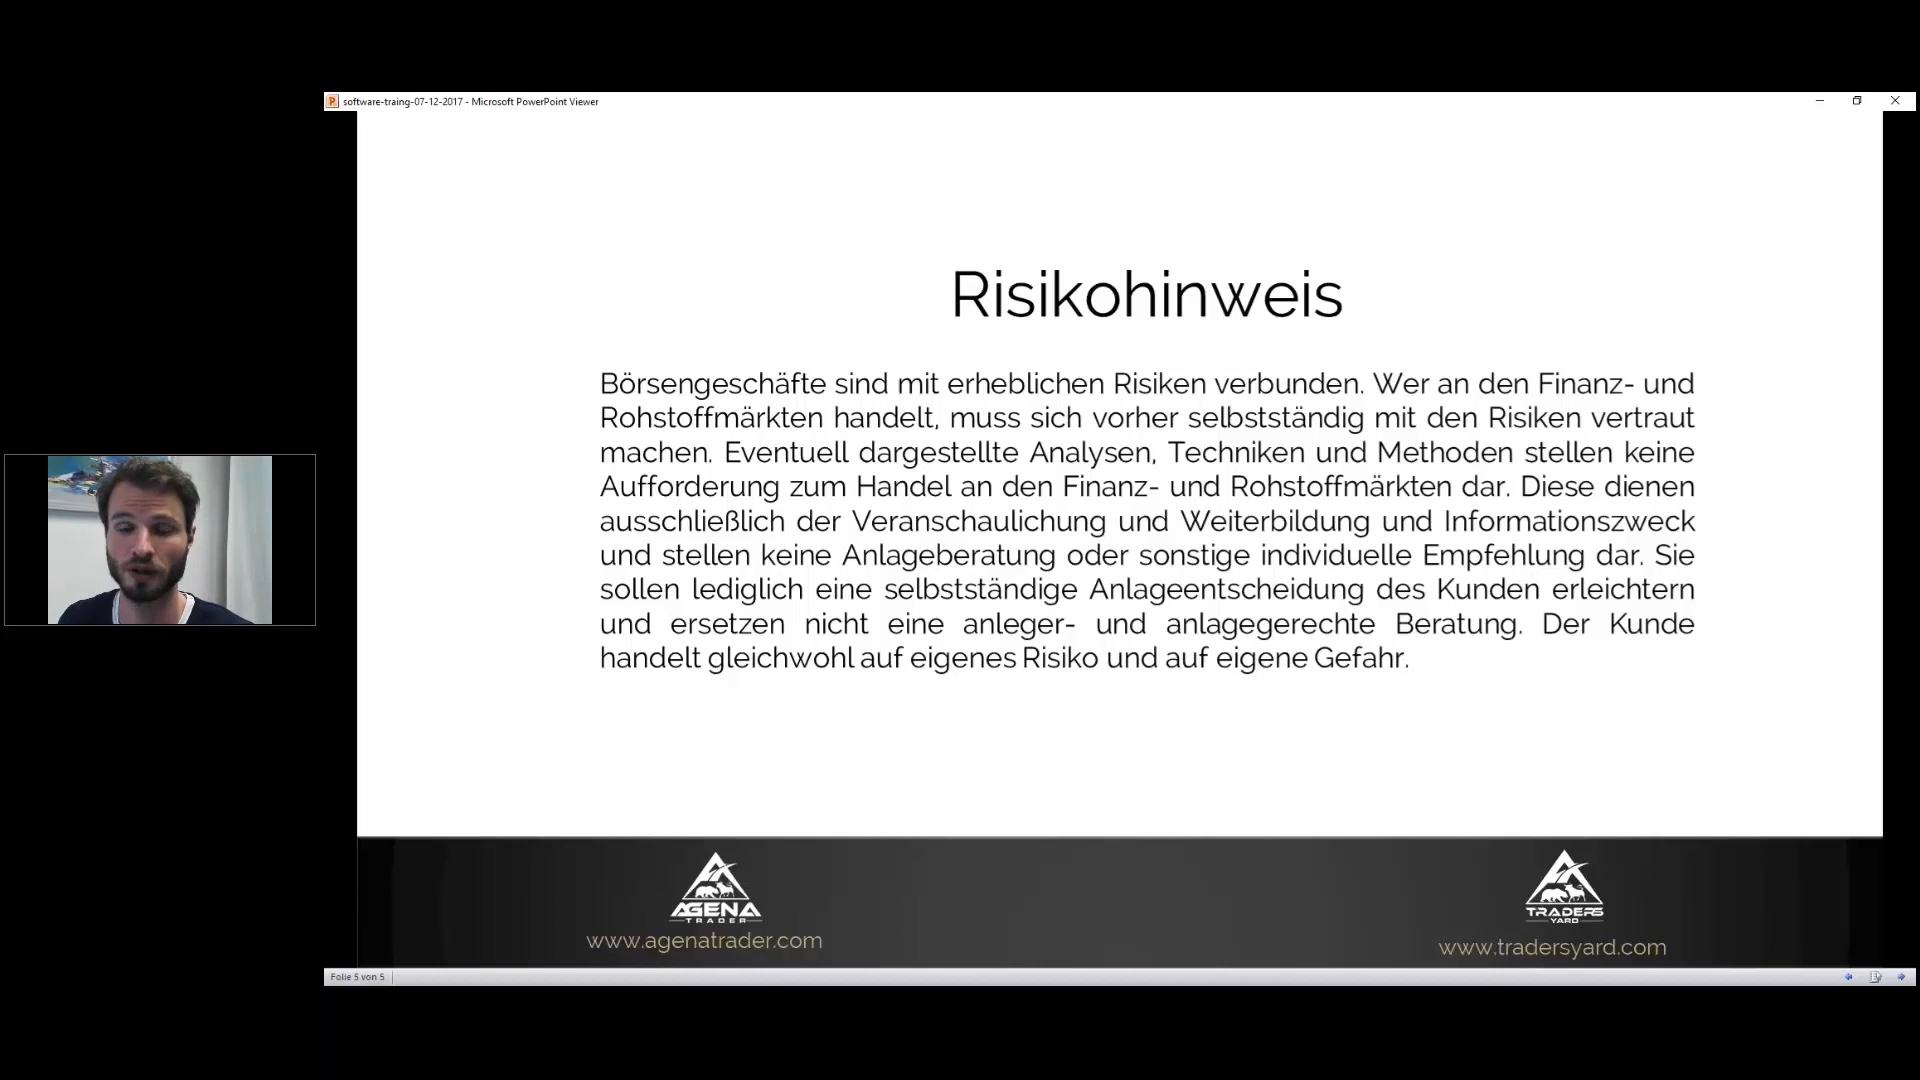 software-traing-07-12-2017 - Microsoft PowerPoint Viewer
Risikohinweis
Börsengeschäfte sind mit erheblichen Risiken verbunden. Wer an den Finanz- und
Rohstoffmärkten handelt, muss sich vorher selbstständig mit den Risiken vertraut
machen. Eventuell dargestellte Analysen, Techniken und Methoden stellen keine
Aufforderung zum Handel an den Finanz- und Rohstoffmärkten dar. Diese dienen
ausschließlich der Veranschaulichung und Weiterbildung und Informationszweck
und stellen keine Anlageberatung oder sonstige individuelle Empfehlung dar. Sie
sollen lediglich eine selbstständige Anlageentscheidung des Kunden erleichtern
und ersetzen nicht eine anleger- und anlagegerechte Beratung. Der Kunde
handelt gleichwohl auf eigenes Risiko und auf eigene Gefahr.
AGENA
TRADER
www.agenatrader.com
TRADERS
YARD
www.tradersyard.com
Folie 5 von 5